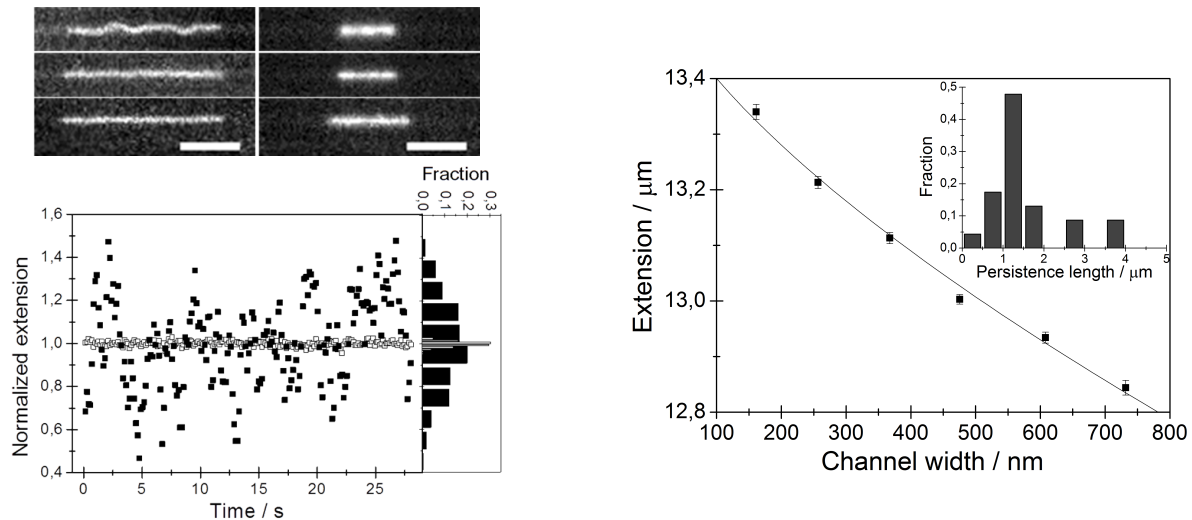 Fraction
0,0 0,1 0,2 0,3
1,6
1,4
1,2
1,0
0,8
0,6
0,4
Normalized extension
0 5 10 15 20 25
Time / s
13,4
13,2
13,0
12,8
Extension / μm
100 200 300 400 500 600 700 800
Channel width / nm
0,5
0,4
0,3
0,2
0,1
0,0
Fraction
0 1 2 3 4 5
Persistence length / μm